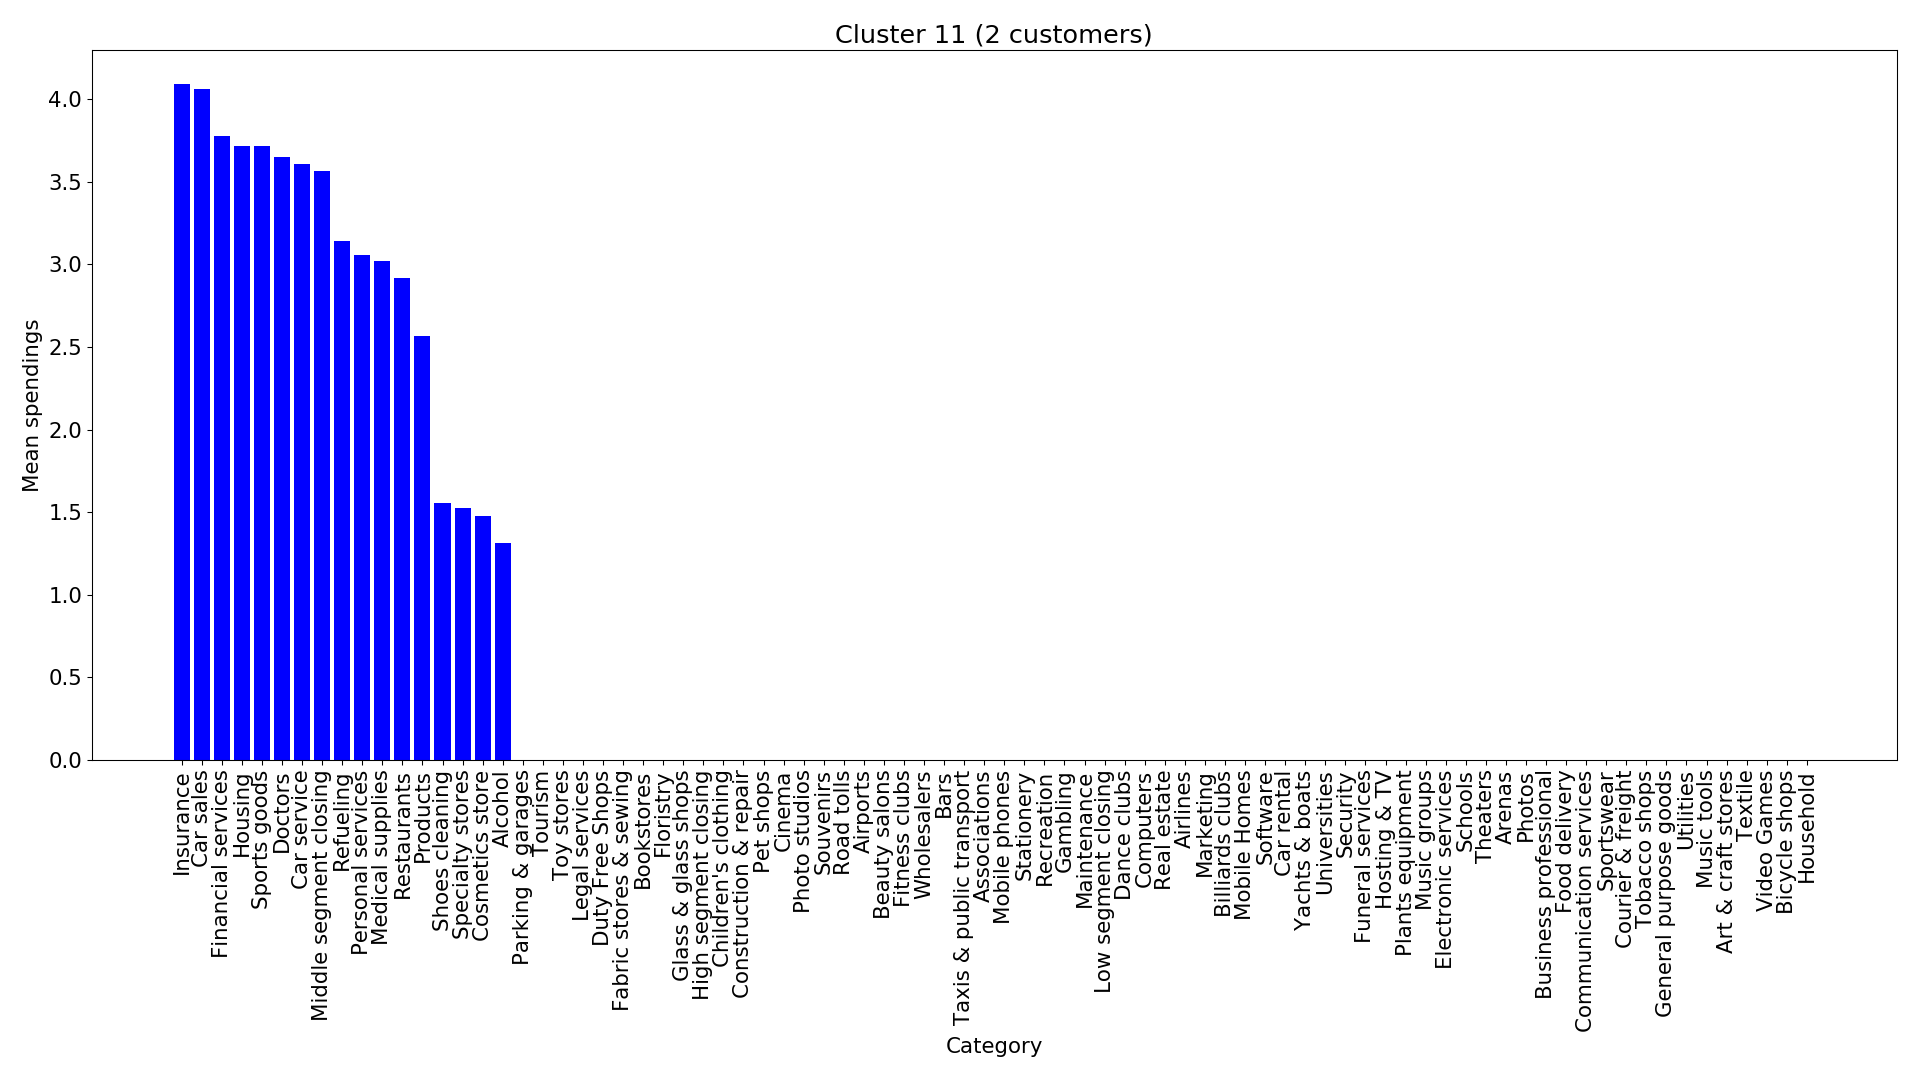 Cluster 11 (2 customers)
Mean spendings
4.0
3.5
3.0
2.5
2.0
1.5
1.0
0.5
0.0
Insurance
Car sales
Financial services
Housing
Sports goods
Doctors
Car service
Middle segment closing
Refueling
Personal services
Medical supplies
Restaurants
Products
Shoes cleaning
Specialty stores
Cosmetics store
Alcohol
Parking & garages
Tourism
Toy stores
Legal services
Duty Free Shops
Fabric stores & sewing
Bookstores
Floristry
Glass & glass shops
High segment closing
Children's clothing
Construction & repair
Pet shops
Cinema
Photo studios
Souvenirs
Road tolls
Airports
Beauty salons
Fitness clubs
Wholesalers
Bars
Taxis & public transport
Associations
Mobile phones
Stationery
Recreation
Gambling
Maintenance
Low segment closing
Dance clubs
Computers
Real estate
Airlines
Marketing
Billiards clubs
Mobile Homes
Software
Car rental
Yachts & boats
Universities
Security
Funeral services
Hosting & TV
Plants equipment
Music groups
Electronic services
Schools
Theaters
Arenas
Photos
Business professional
Food delivery
Communication services
Sportswear
Courier & freight
Tobacco shops
General purpose goods
Utilities
Music tools
Art & craft stores
Textile
Video Games
Bicycle shops
Household
Category